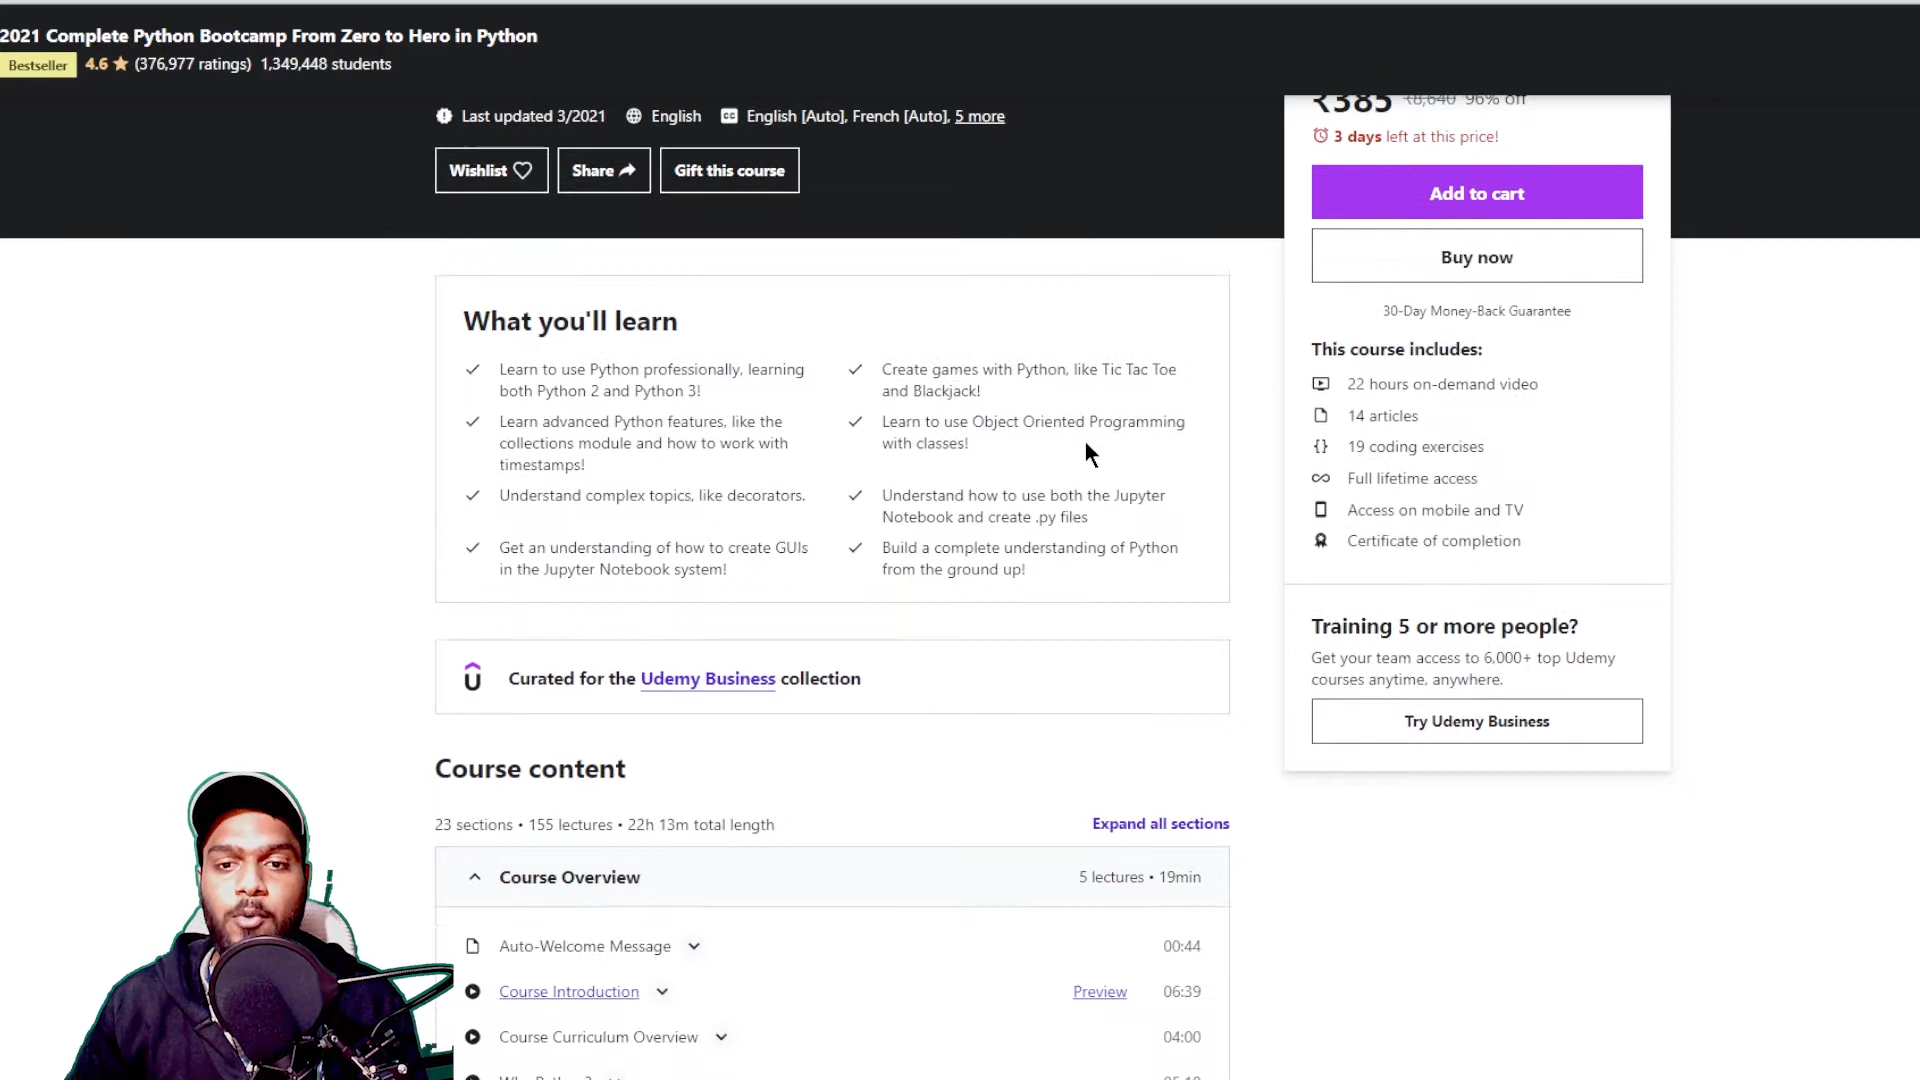 2021 Complete Python Bootcamp From Zero to Hero in Python
Bestseller 4.6 (376,977 ratings) 1,349,448 students
Last updated 3/2021 English English [Auto], French [Auto], 5 more
Wishlist Share Gift this course
₹385 ₹8,640 96% off
3 days left at this price!
Add to cart
Buy now
30-Day Money-Back Guarantee
This course includes:
22 hours on-demand video
14 articles
19 coding exercises
Full lifetime access
Access on mobile and TV
Certificate of completion
Training 5 or more people?
Get your team access to 6,000+ top Udemy
courses anytime, anywhere.
Try Udemy Business
What you'll learn
Learn to use Python professionally, learning
both Python 2 and Python 3!
Create games with Python, like Tic Tac Toe
and Blackjack!
Learn advanced Python features, like the
collections module and how to work with
timestamps!
Learn to use Object Oriented Programming
with classes!
Understand complex topics, like decorators.
Understand how to use both the Jupyter
Notebook and create .py files
Get an understanding of how to create GUIs
in the Jupyter Notebook system!
Build a complete understanding of Python
from the ground up!
Curated for the Udemy Business collection
Course content
23 sections • 155 lectures • 22h 13m total length
Expand all sections
Course Overview 5 lectures • 19min
Auto-Welcome Message 00:44
Course Introduction Preview 06:39
Course Curriculum Overview 04:00